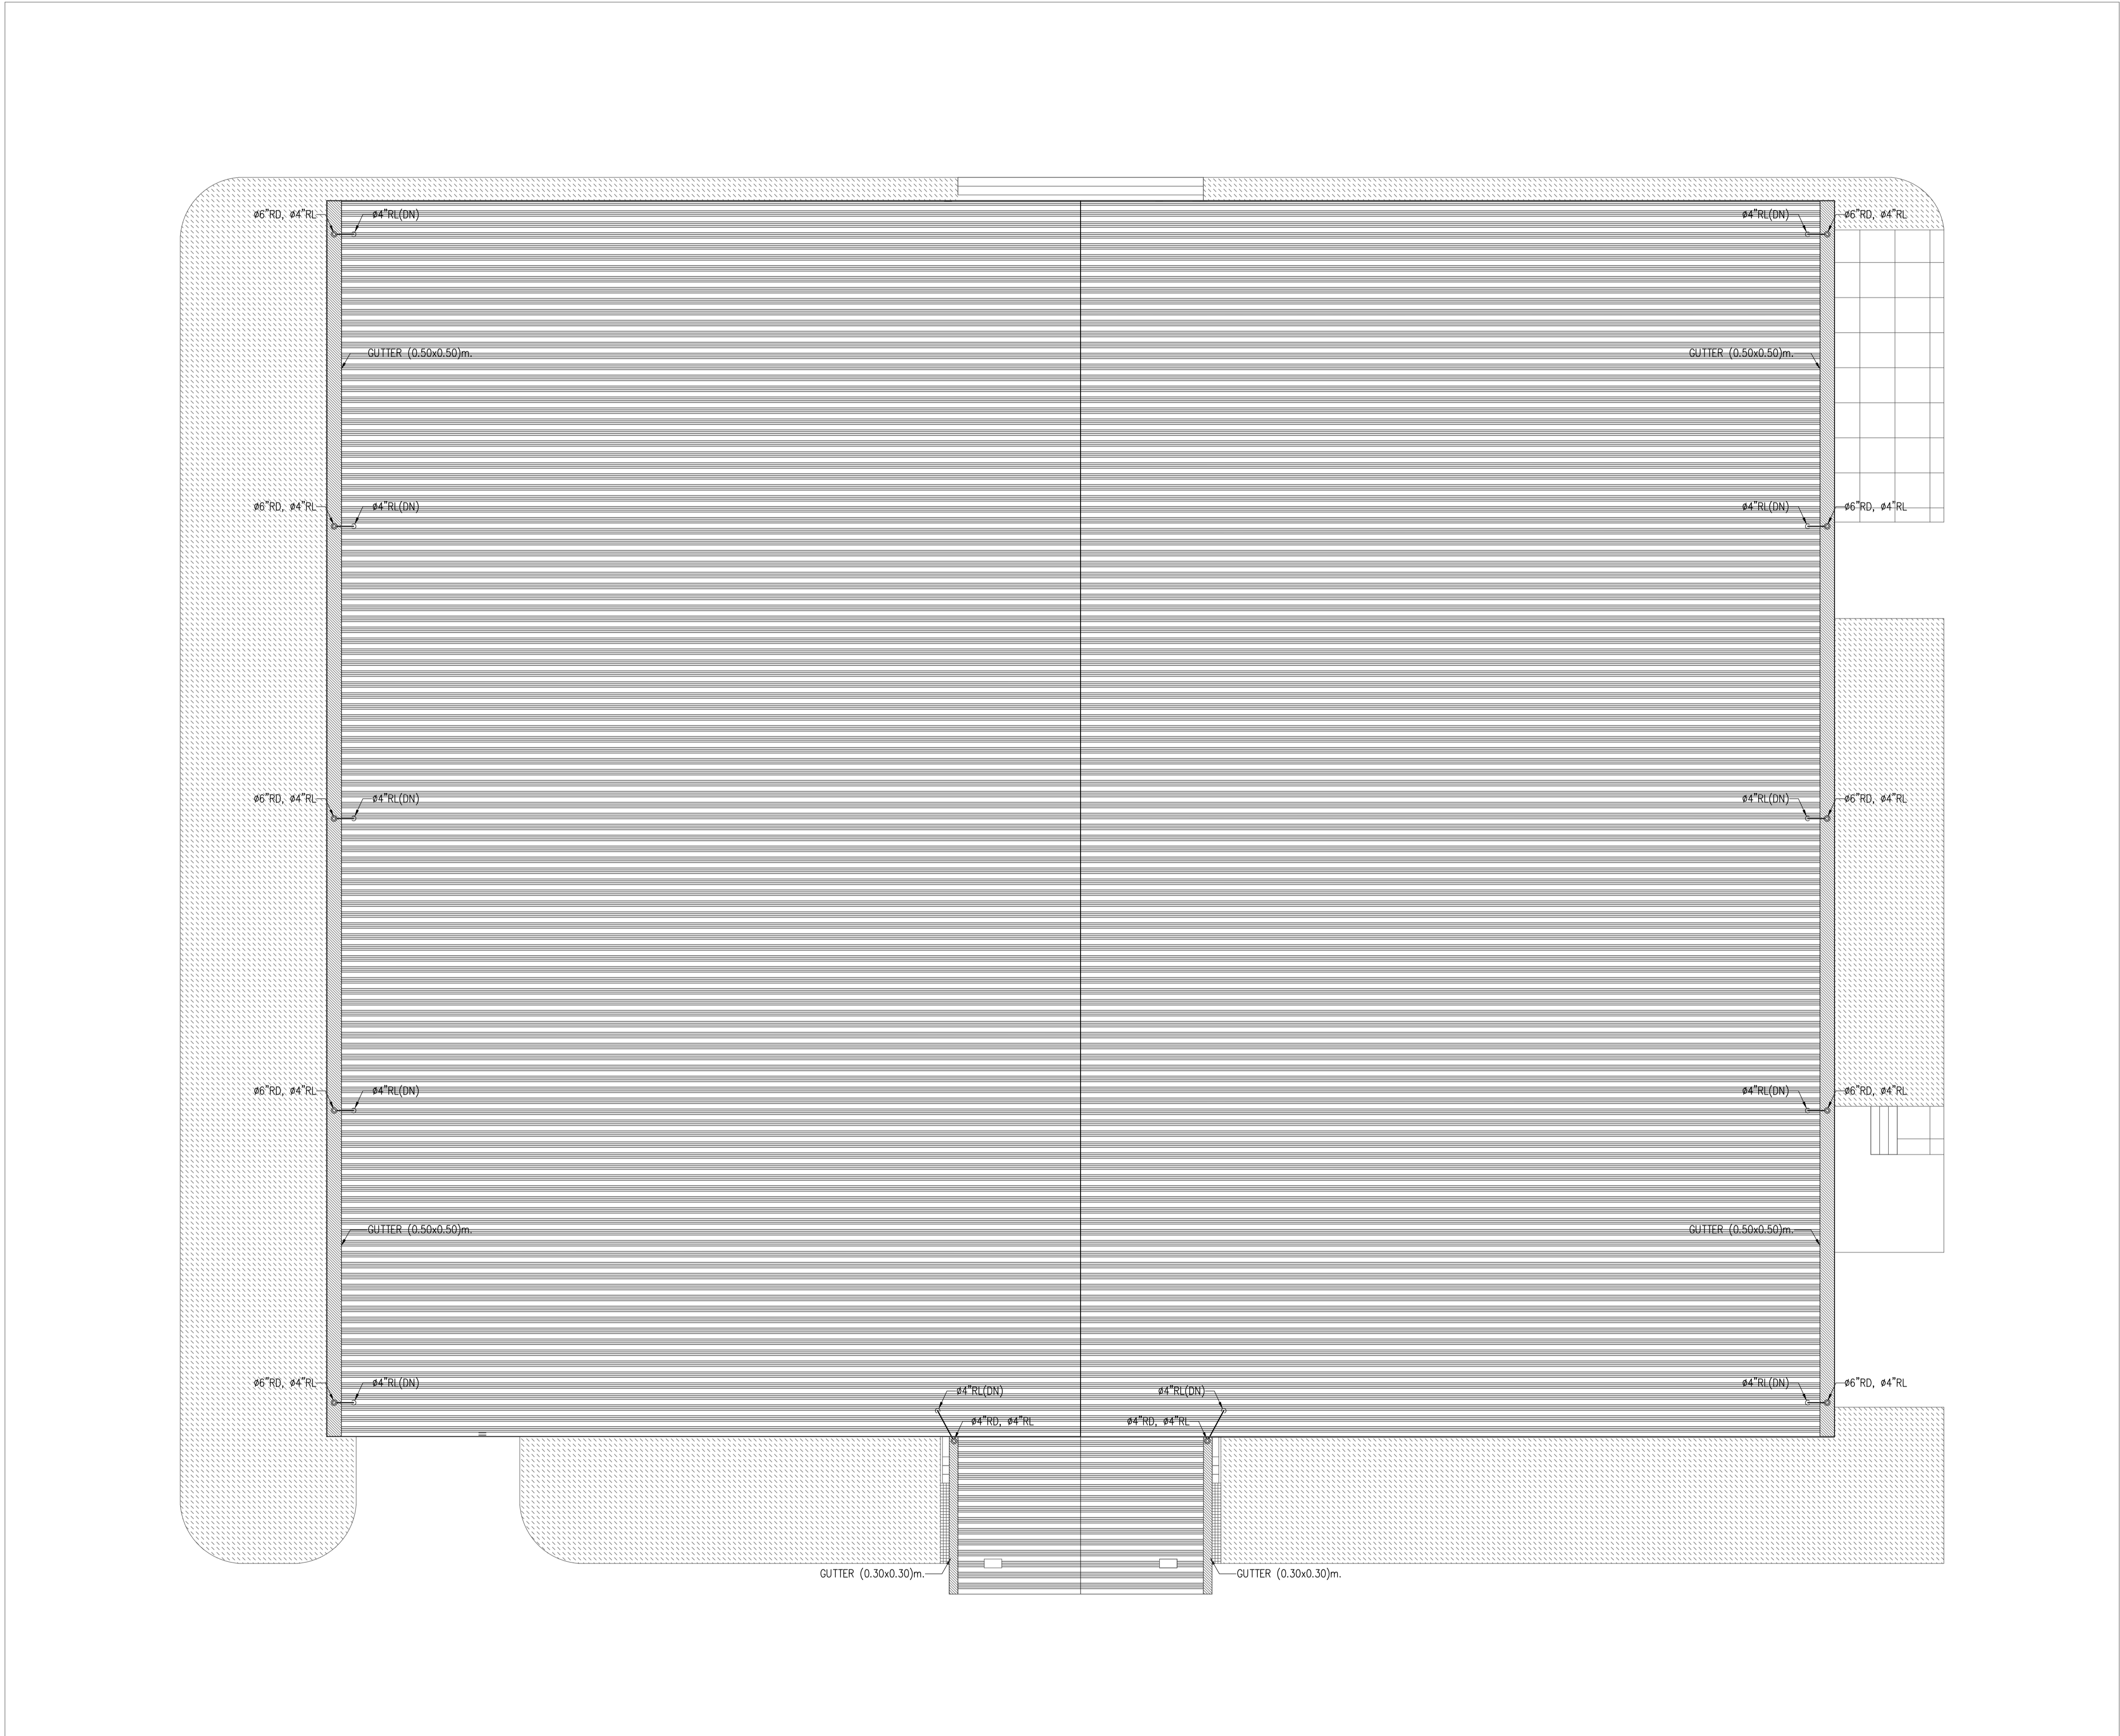 ø6"RD, ø4"RL
ø4"RL(DN)
ø4"RL(DN)
ø6"RD, ø4"RL
GUTTER (0.50x0.50)m.
GUTTER (0.50x0.50)m.
ø6"RD, ø4"RL
ø4"RL(DN)
ø4"RL(DN)
ø6"RD, ø4"RL
ø6"RD, ø4"RL
ø4"RL(DN)
ø4"RL(DN)
ø6"RD, ø4"RL
ø6"RD, ø4"RL
ø4"RL(DN)
ø4"RL(DN)
ø6"RD, ø4"RL
GUTTER (0.50x0.50)m.
GUTTER (0.50x0.50)m.
ø6"RD, ø4"RL
ø4"RL(DN)
ø4"RL(DN)
ø6"RD, ø4"RL
ø4"RL(DN)
ø4"RL(DN)
ø4"RD, ø4"RL
ø4"RD, ø4"RL
GUTTER (0.30x0.30)m.
GUTTER (0.30x0.30)m.